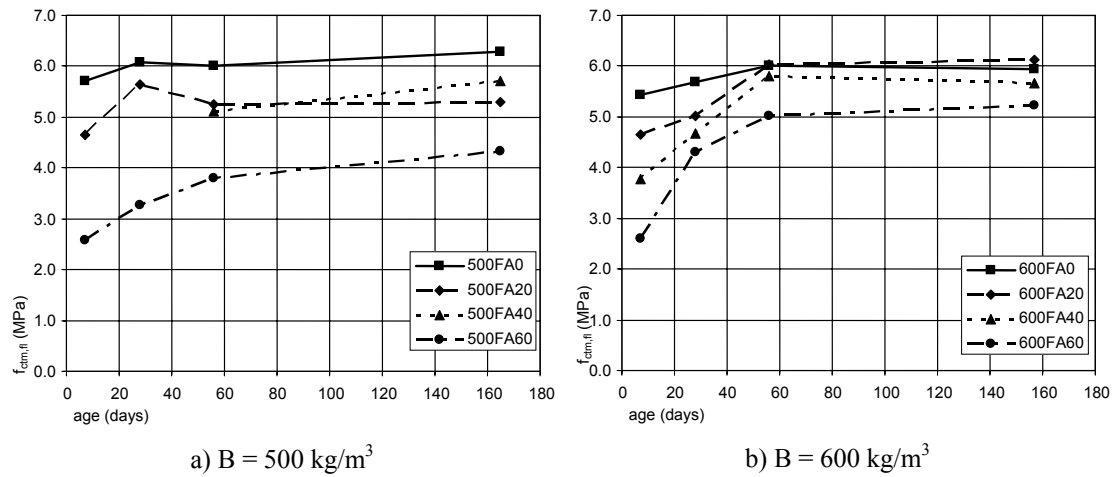 7.0
6.0
5.0
4.0
3.0
2.0
1.0
0.0
f_ctm,fl (MPa)
0 20 40 60 80 100 120 140 160 180
age (days)
500FA0
500FA20
500FA40
500FA60
a) B = 500 kg/m³
7.0
6.0
5.0
4.0
3.0
2.0
1.0
0.0
f_ctm,fl (MPa)
0 20 40 60 80 100 120 140 160 180
age (days)
600FA0
600FA20
600FA40
600FA60
b) B = 600 kg/m³